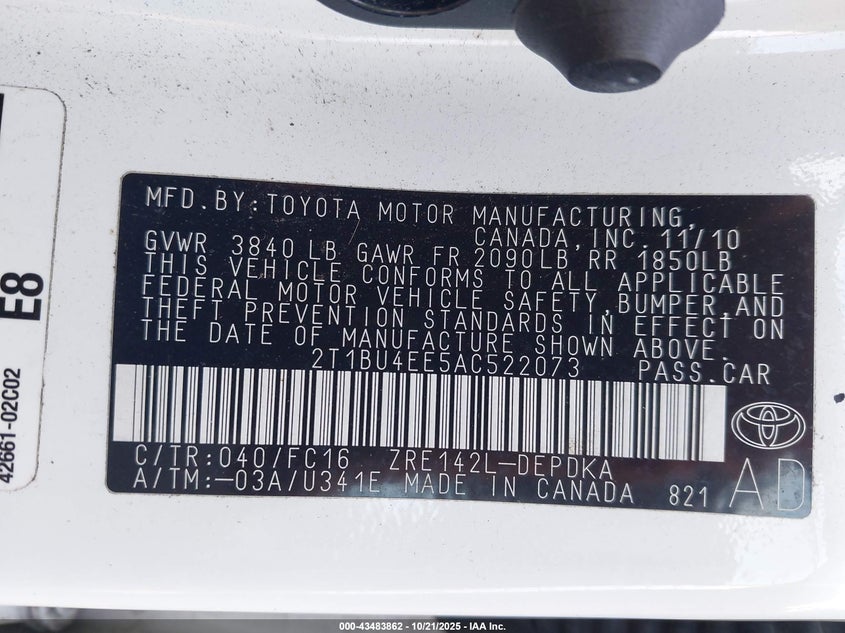 MFD. BY: TOYOTA MOTOR MANUFACTURING,
CANADA, INC. 11/10
GVWR 3840 LB GAWR FR 2090LB RR 1850LB
THIS VEHICLE CONFORMS TO ALL APPLICABLE
FEDERAL MOTOR VEHICLE SAFETY, BUMPER, AND
THEFT PREVENTION STANDARDS IN EFFECT ON
THE DATE OF MANUFACTURE SHOWN ABOVE.
2T1BU4EE5AC522073 PASS. CAR
C/TR: 040/FC16 ZRE142L-DEPDKA
A/TM: -03A/U341E MADE IN CANADA 821
AD
E8
42661-02C02
000-43483862 - 10/21/2025 - IAA Inc.